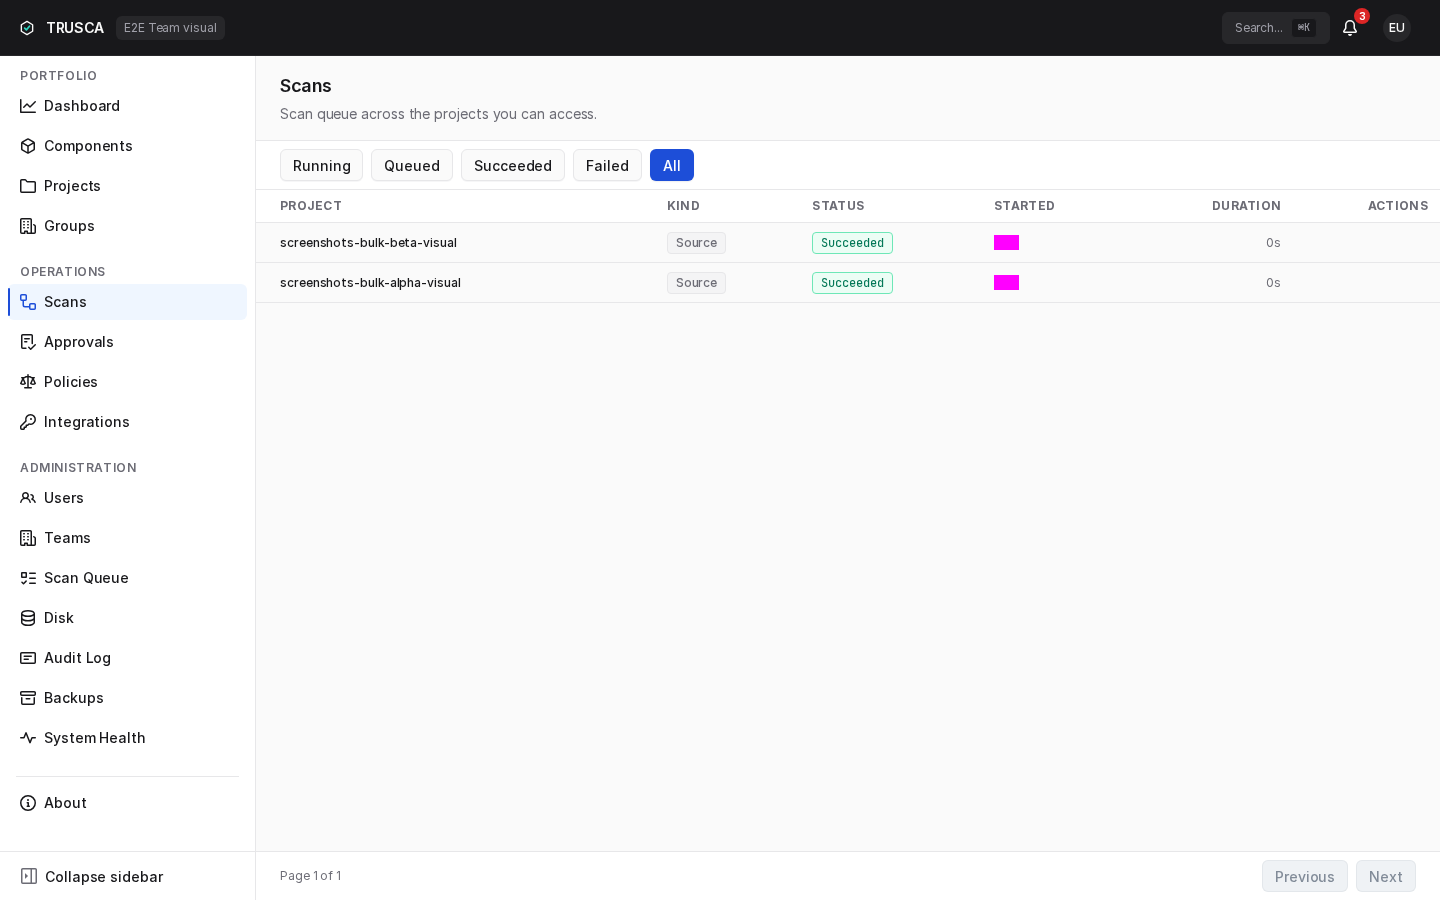 TRUSCA
E2E Team visual
Search...
⌘K
3
EU
PORTFOLIO
Dashboard
Components
Projects
Groups
OPERATIONS
Scans
Approvals
Policies
Integrations
ADMINISTRATION
Users
Teams
Scan Queue
Disk
Audit Log
Backups
System Health
About
Collapse sidebar
Scans
Scan queue across the projects you can access.
Running Queued Succeeded Failed All
PROJECT KIND STATUS STARTED DURATION ACTIONS
screenshots-bulk-beta-visual Source Succeeded 0s
screenshots-bulk-alpha-visual Source Succeeded 0s
Page 1 of 1
Previous Next